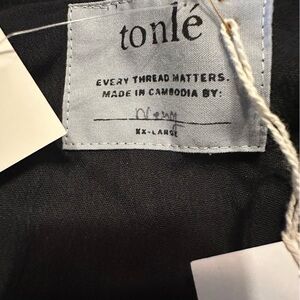 tonlé
EVERY THREAD MATTERS.
MADE IN CAMBODIA BY:
XX-LARGE